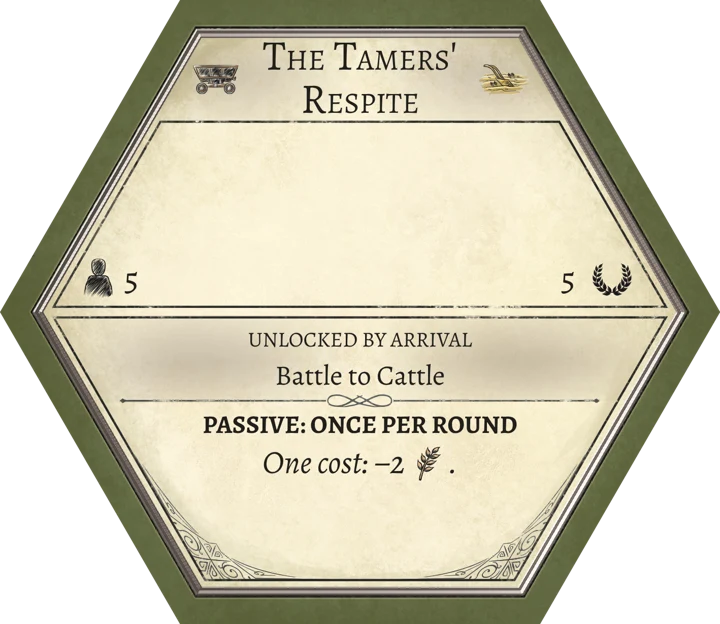 The Tamers'
Respite
5
5
UNLOCKED BY ARRIVAL
Battle to Cattle
PASSIVE: ONCE PER ROUND
One cost: –2 .